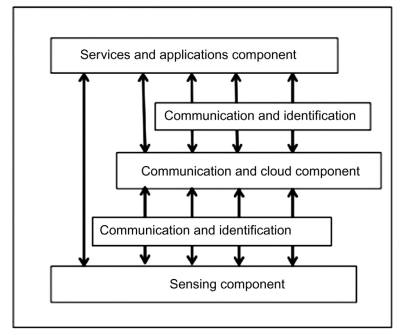 Services and applications component
Communication and identification
Communication and cloud component
Communication and identification
Sensing component